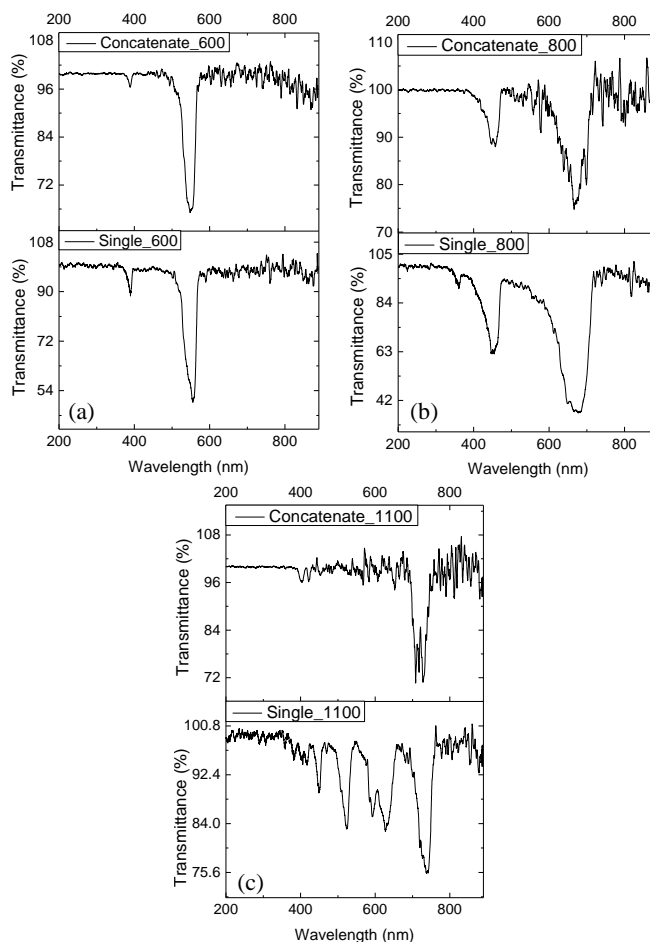 200 400 600 800
Concatenate_600
Transmittance (%)
108
96
84
72
Single_600
Transmittance (%)
108
90
72
54
(a)
200 400 600 800
Wavelength (nm)
200 400 600 800
Concatenate_800
Transmittance (%)
110
100
90
80
70
Single_800
Transmittance (%)
105
84
63
42
(b)
200 400 600 800
Wavelength (nm)
200 400 600 800
Concatenate_1100
Transmittance (%)
108
96
84
72
Single_1100
Transmittance (%)
100.8
92.4
84.0
75.6
(c)
200 400 600 800
Wavelength (nm)